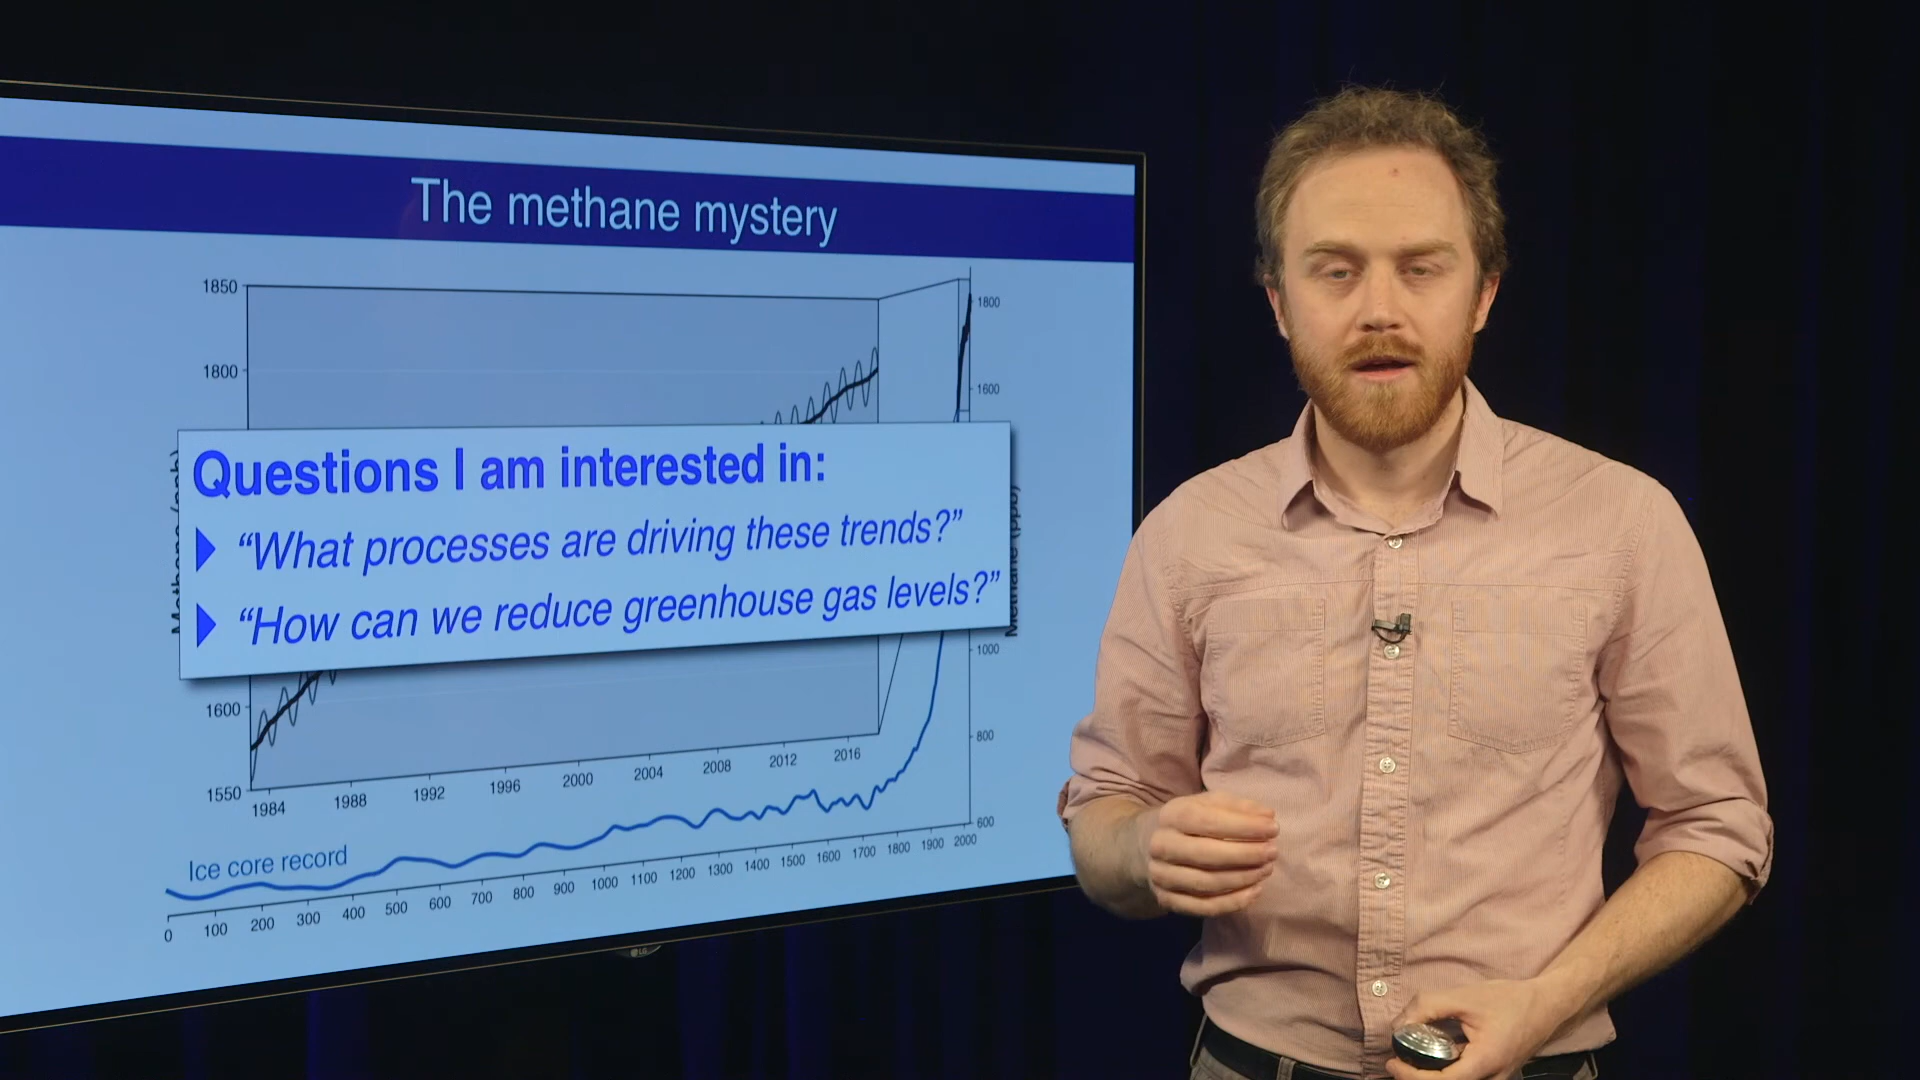 The methane mystery
1850
1800
1800
1600
Questions I am interested in:
“What processes are driving these trends?”
“How can we reduce greenhouse gas levels?”
1000
1600
800
1550
1984 1988 1992 1996 2000 2004 2008 2012 2016
600
Ice core record
0 100 200 300 400 500 600 700 800 900 1000 1100 1200 1300 1400 1500 1600 1700 1800 1900 2000
LG